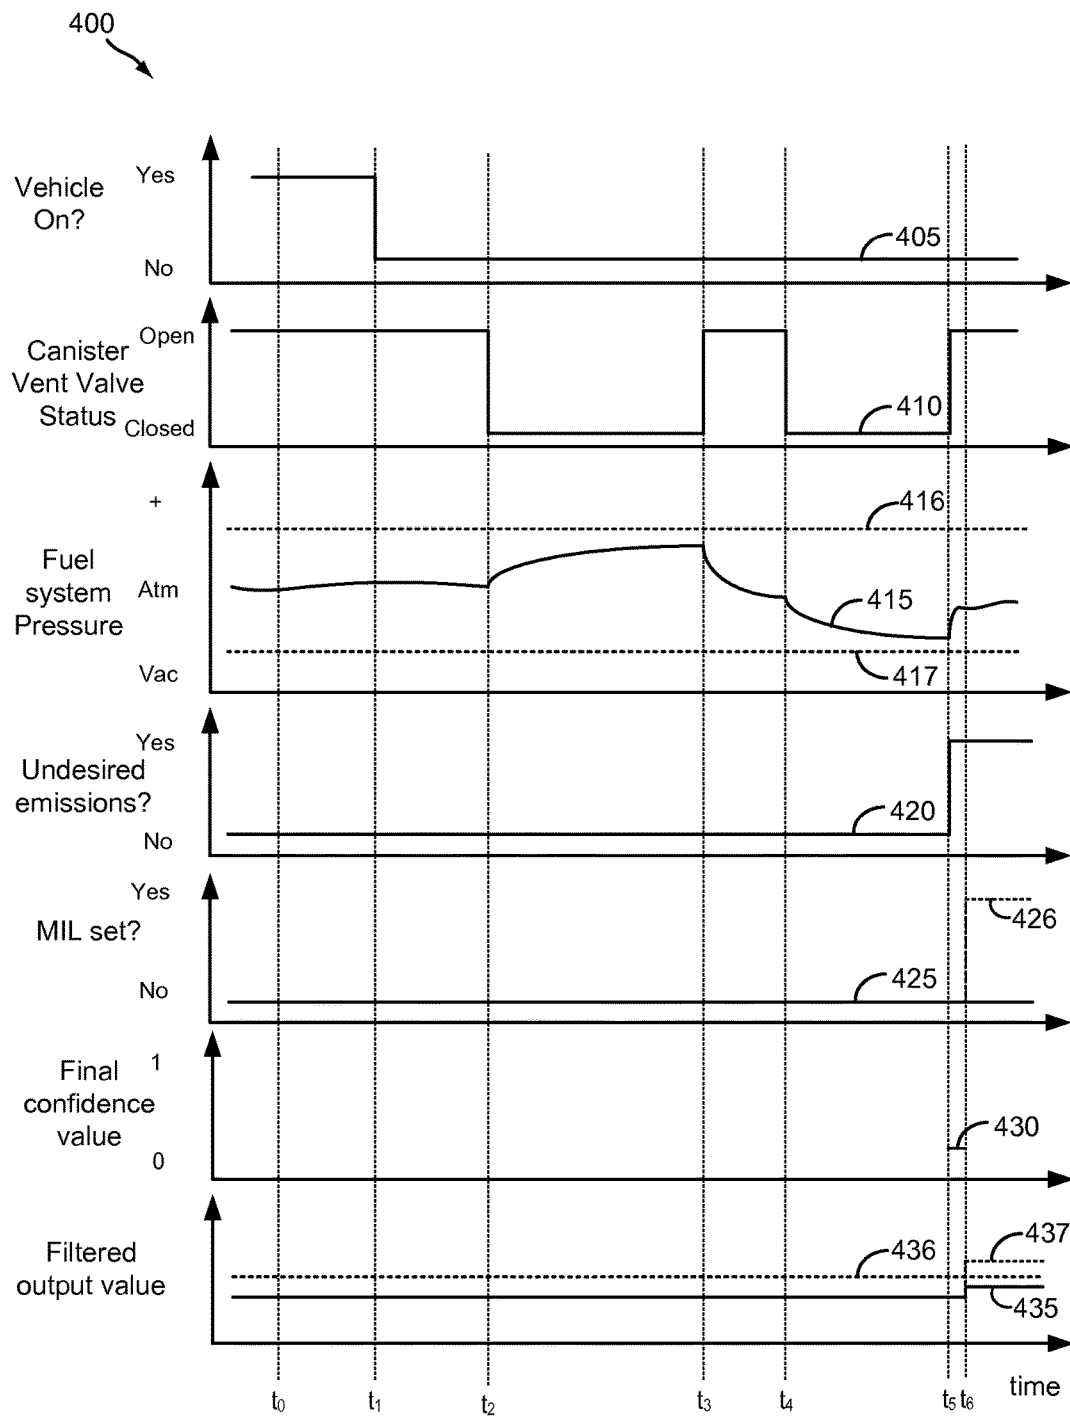 400
Vehicle
On?
Yes
No
405
Canister
Vent Valve
Status
Open
Closed
410
Fuel
system
Pressure
+
Atm
Vac
416
415
417
Undesired
emissions?
Yes
No
420
MIL set?
Yes
No
425
426
Final
confidence
value
1
0
430
Filtered
output value
436
437
435
t0
t1
t2
t3
t4
t5
t6
time